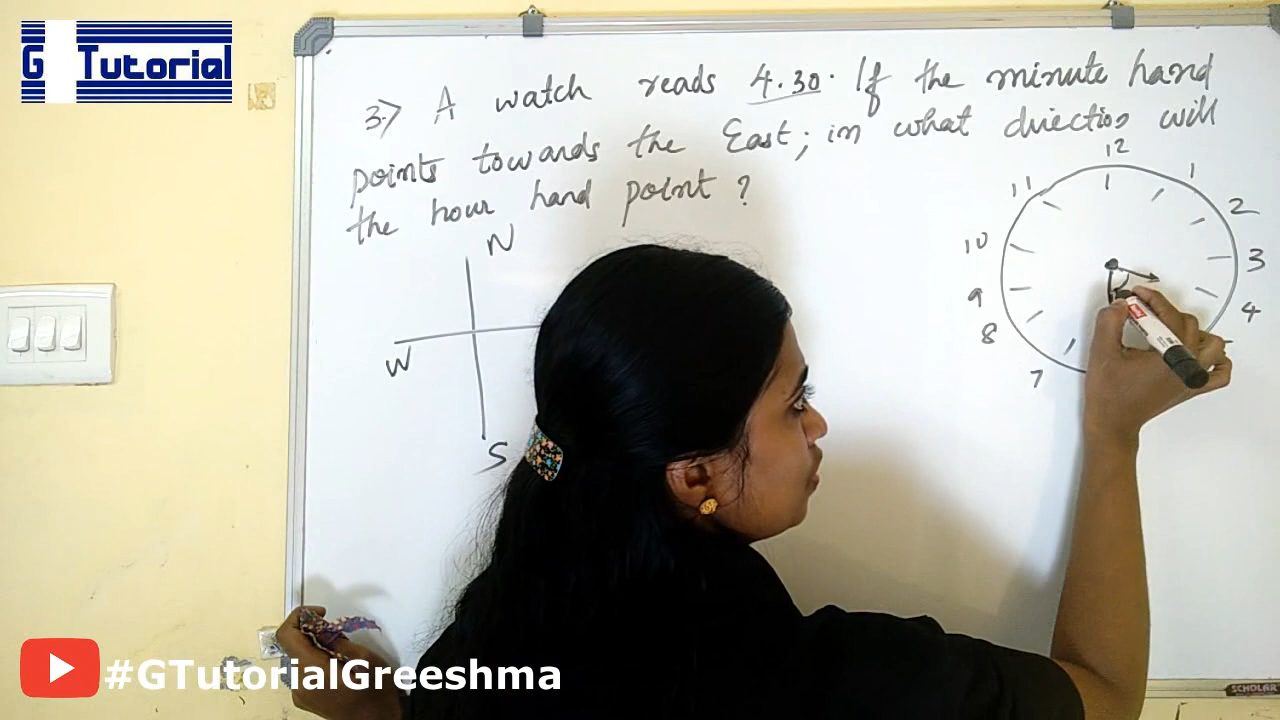 G Tutorial
3.> A watch reads 4.30. If the minute hand
points towards the East; in what direction will
the hour hand point ?
N
W
S
12
1
2
3
4
7
8
9
10
11
#GTutorialGreeshma
SCHOLAR